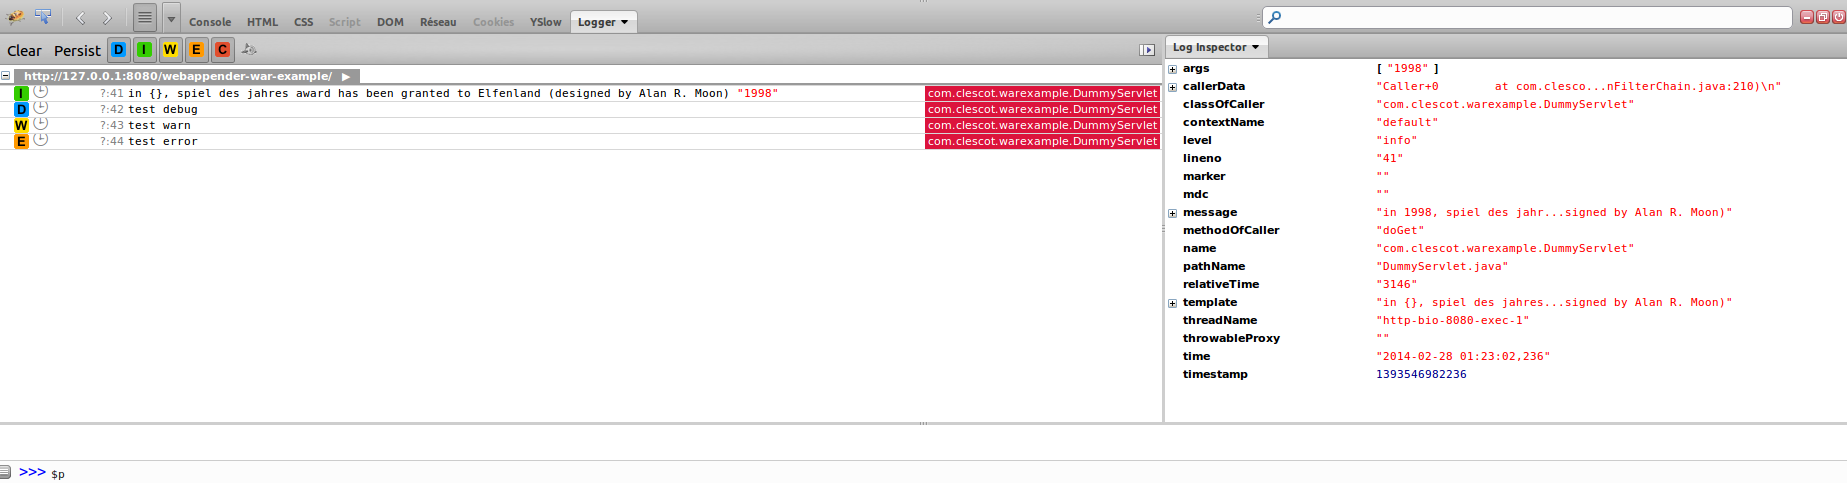 Console HTML CSS Script DOM Réseau Cookies YSlow Logger
Clear Persist D I W E C
http://127.0.0.1:8080/webappender-war-example/
I ?:41 in {}, spiel des jahres award has been granted to Elfenland (designed by Alan R. Moon) "1998" com.clescot.warexample.DummyServlet
D ?:42 test debug com.clescot.warexample.DummyServlet
W ?:43 test warn com.clescot.warexample.DummyServlet
E ?:44 test error com.clescot.warexample.DummyServlet
Log Inspector
args [ "1998" ]
callerData "Caller+0 at com.clesco...nFilterChain.java:210)\n"
classOfCaller "com.clescot.warexample.DummyServlet"
contextName "default"
level "info"
lineno "41"
marker ""
mdc ""
message "in 1998, spiel des jahr...signed by Alan R. Moon)"
methodOfCaller "doGet"
name "com.clescot.warexample.DummyServlet"
pathName "DummyServlet.java"
relativeTime "3146"
template "in {}, spiel des jahres...signed by Alan R. Moon)"
threadName "http-bio-8080-exec-1"
throwableProxy ""
time "2014-02-28 01:23:02,236"
timestamp 1393546982236
>>> $p